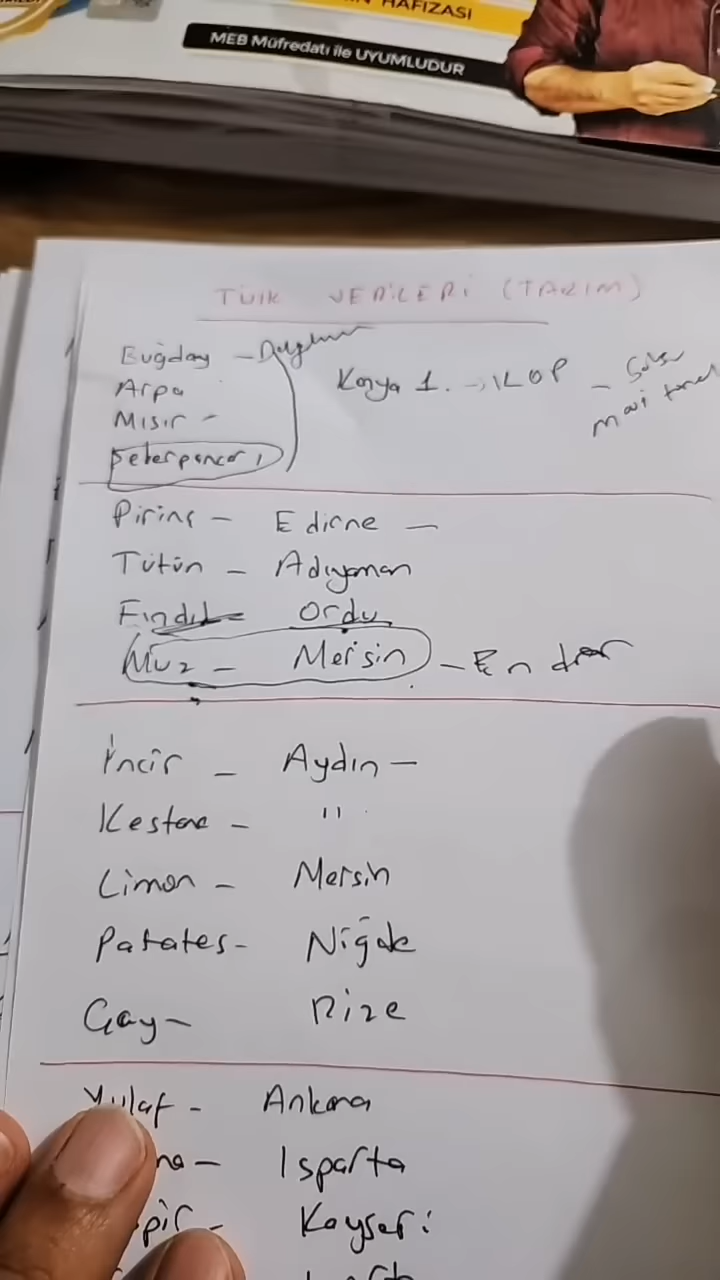 HAFIZASI
MEB Müfredatı ile UYUMLUDUR
TÜİK VERİLERİ (TARIM)
Buğday -
Arpa
Mısır -
Şekerpancarı
Konya 1. → KOP -
mavi tünel
Pirinç - Edirne -
Tütün - Adıyaman
Fındık - Ordu
Muz - Mersin - En dar
İncir - Aydın -
Kestane - "
Limon - Mersin
Patates - Niğde
Çay - Rize
Yulaf - Ankara
- Isparta
- Kayseri